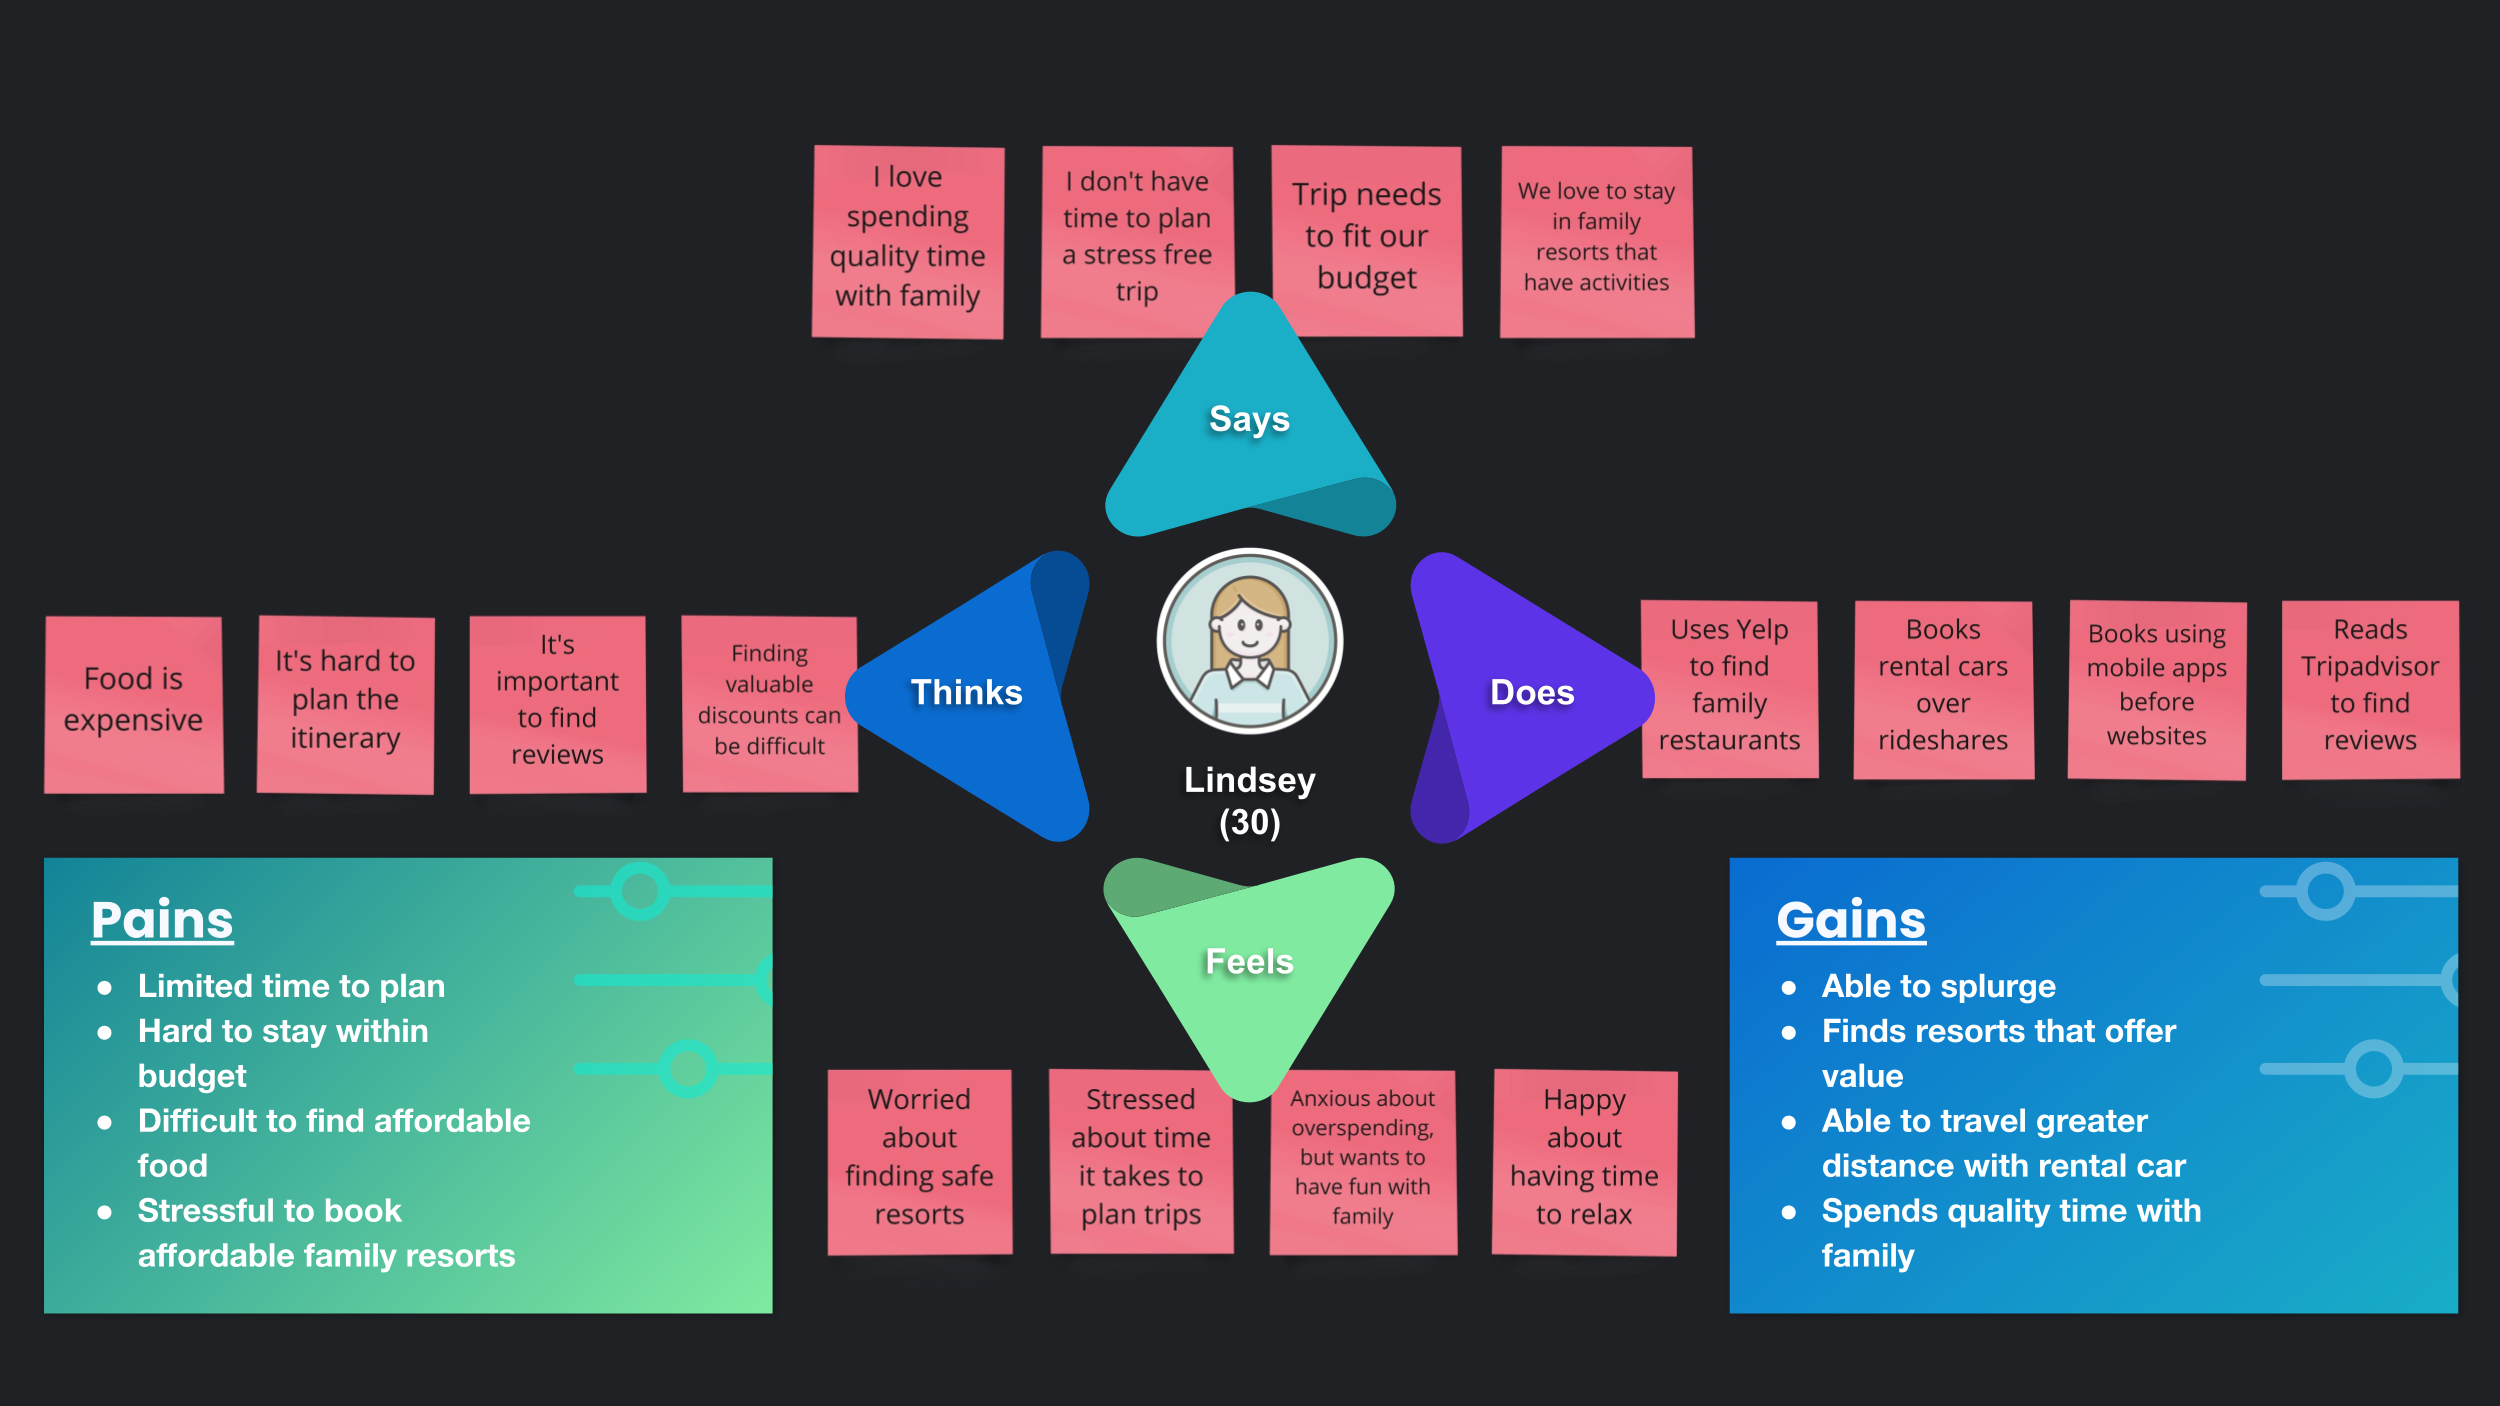 I love
spending
quality time
with family
I don't have
time to plan
a stress free
trip
Trip needs
to fit our
budget
We love to stay
in family
resorts that
have activities
Says
Food is
expensive
It's hard to
plan the
itinerary
It's
important
to find
reviews
Finding
valuable
discounts can
be difficult
Thinks
Lindsey
(30)
Does
Uses Yelp
to find
family
restaurants
Books
rental cars
over
rideshares
Books using
mobile apps
before
websites
Reads
Tripadvisor
to find
reviews
Pains
● Limited time to plan
● Hard to stay within
budget
● Difficult to find affordable
food
● Stressful to book
affordable family resorts
Feels
Worried
about
finding safe
resorts
Stressed
about time
it takes to
plan trips
Anxious about
overspending,
but wants to
have fun with
family
Happy
about
having time
to relax
Gains
● Able to splurge
● Finds resorts that offer
value
● Able to travel greater
distance with rental car
● Spends quality time with
family